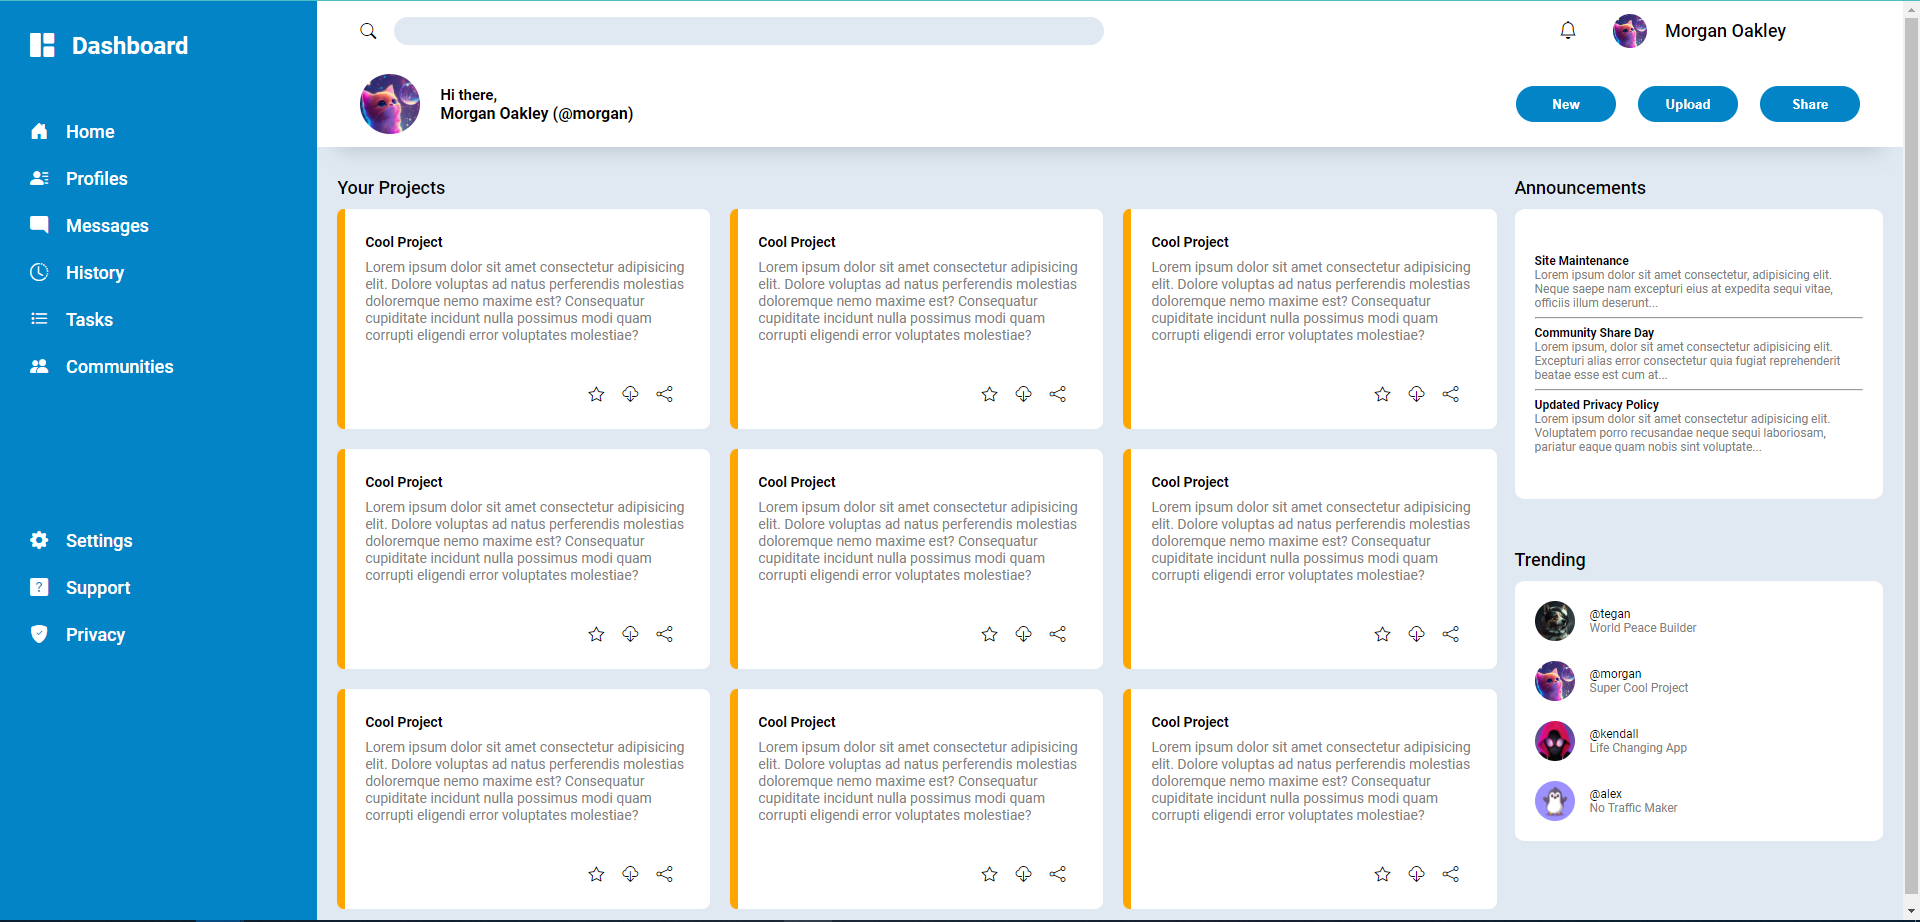 Dashboard
Home
Profiles
Messages
History
Tasks
Communities
Settings
Support
Privacy
Morgan Oakley
Hi there,
Morgan Oakley (@morgan)
New
Upload
Share
Your Projects
Cool Project
Lorem ipsum dolor sit amet consectetur adipisicing
elit. Dolore voluptas ad natus perferendis molestias
doloremque nemo maxime est? Consequatur
cupiditate incidunt nulla possimus modi quam
corrupti eligendi error voluptates molestiae?
Cool Project
Lorem ipsum dolor sit amet consectetur adipisicing
elit. Dolore voluptas ad natus perferendis molestias
doloremque nemo maxime est? Consequatur
cupiditate incidunt nulla possimus modi quam
corrupti eligendi error voluptates molestiae?
Cool Project
Lorem ipsum dolor sit amet consectetur adipisicing
elit. Dolore voluptas ad natus perferendis molestias
doloremque nemo maxime est? Consequatur
cupiditate incidunt nulla possimus modi quam
corrupti eligendi error voluptates molestiae?
Cool Project
Lorem ipsum dolor sit amet consectetur adipisicing
elit. Dolore voluptas ad natus perferendis molestias
doloremque nemo maxime est? Consequatur
cupiditate incidunt nulla possimus modi quam
corrupti eligendi error voluptates molestiae?
Cool Project
Lorem ipsum dolor sit amet consectetur adipisicing
elit. Dolore voluptas ad natus perferendis molestias
doloremque nemo maxime est? Consequatur
cupiditate incidunt nulla possimus modi quam
corrupti eligendi error voluptates molestiae?
Cool Project
Lorem ipsum dolor sit amet consectetur adipisicing
elit. Dolore voluptas ad natus perferendis molestias
doloremque nemo maxime est? Consequatur
cupiditate incidunt nulla possimus modi quam
corrupti eligendi error voluptates molestiae?
Cool Project
Lorem ipsum dolor sit amet consectetur adipisicing
elit. Dolore voluptas ad natus perferendis molestias
doloremque nemo maxime est? Consequatur
cupiditate incidunt nulla possimus modi quam
corrupti eligendi error voluptates molestiae?
Cool Project
Lorem ipsum dolor sit amet consectetur adipisicing
elit. Dolore voluptas ad natus perferendis molestias
doloremque nemo maxime est? Consequatur
cupiditate incidunt nulla possimus modi quam
corrupti eligendi error voluptates molestiae?
Cool Project
Lorem ipsum dolor sit amet consectetur adipisicing
elit. Dolore voluptas ad natus perferendis molestias
doloremque nemo maxime est? Consequatur
cupiditate incidunt nulla possimus modi quam
corrupti eligendi error voluptates molestiae?
Announcements
Site Maintenance
Lorem ipsum dolor sit amet consectetur, adipisicing elit.
Neque saepe nam excepturi eius at expedita sequi vitae,
officiis illum deserunt...
Community Share Day
Lorem ipsum, dolor sit amet consectetur adipisicing elit.
Excepturi alias error consectetur quia fugiat reprehenderit
beatae esse est cum at...
Updated Privacy Policy
Lorem ipsum dolor sit amet consectetur adipisicing elit.
Voluptatem porro recusandae neque sequi laboriosam,
pariatur eaque quam nobis sint voluptate...
Trending
@tegan
World Peace Builder
@morgan
Super Cool Project
@kendall
Life Changing App
@alex
No Traffic Maker